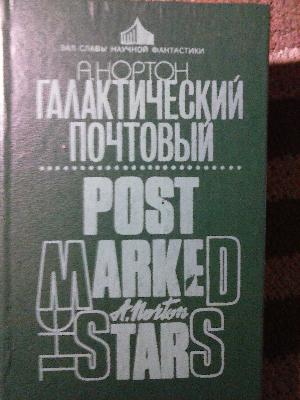 ЗАЛ СЛАВЫ НАУЧНОЙ ФАНТАСТИКИ
А.НОРТОН
ГАЛАКТИЧЕСКИЙ
ПОЧТОВЫЙ
POST
MARKED
A.Norton
THE STARS